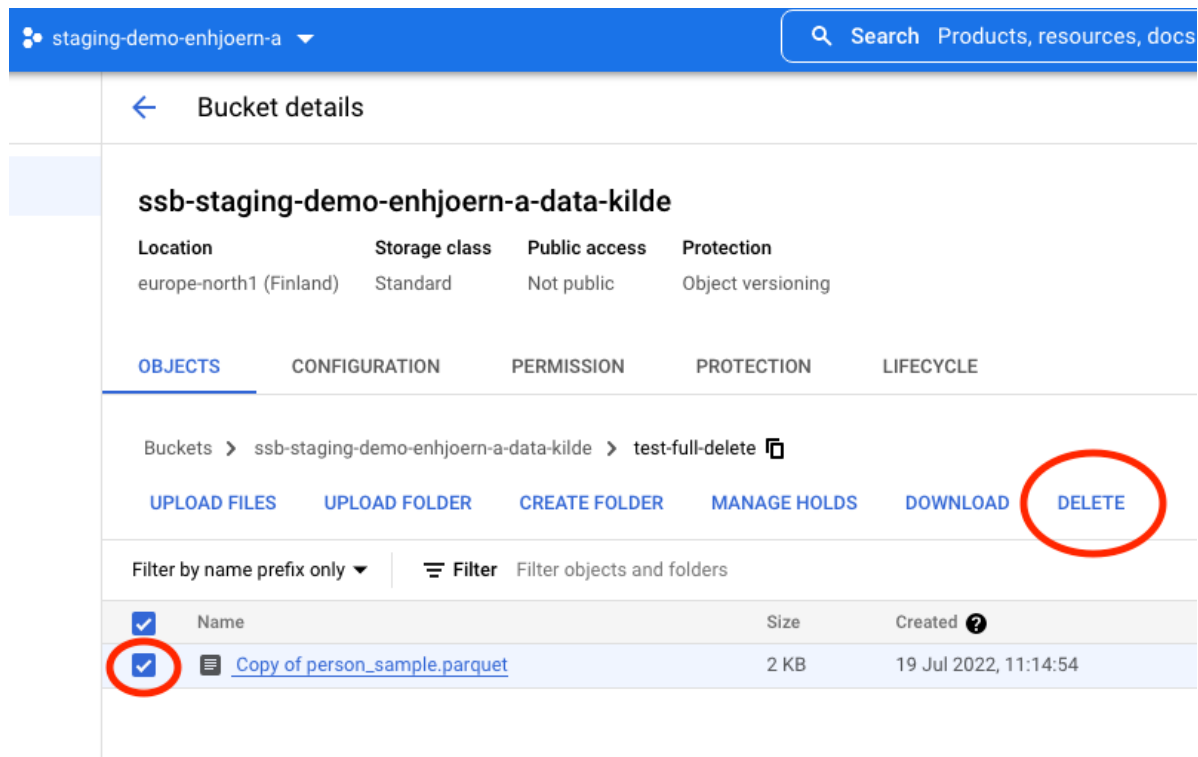 staging-demo-enhjoern-a Search Products, resources, docs
Bucket details
ssb-staging-demo-enhjoern-a-data-kilde
Location Storage class Public access Protection
europe-north1 (Finland) Standard Not public Object versioning
OBJECTS CONFIGURATION PERMISSION PROTECTION LIFECYCLE
Buckets > ssb-staging-demo-enhjoern-a-data-kilde > test-full-delete
UPLOAD FILES UPLOAD FOLDER CREATE FOLDER MANAGE HOLDS DOWNLOAD DELETE
Filter by name prefix only Filter Filter objects and folders
Name Size Created ?
Copy of person_sample.parquet 2 KB 19 Jul 2022, 11:14:54